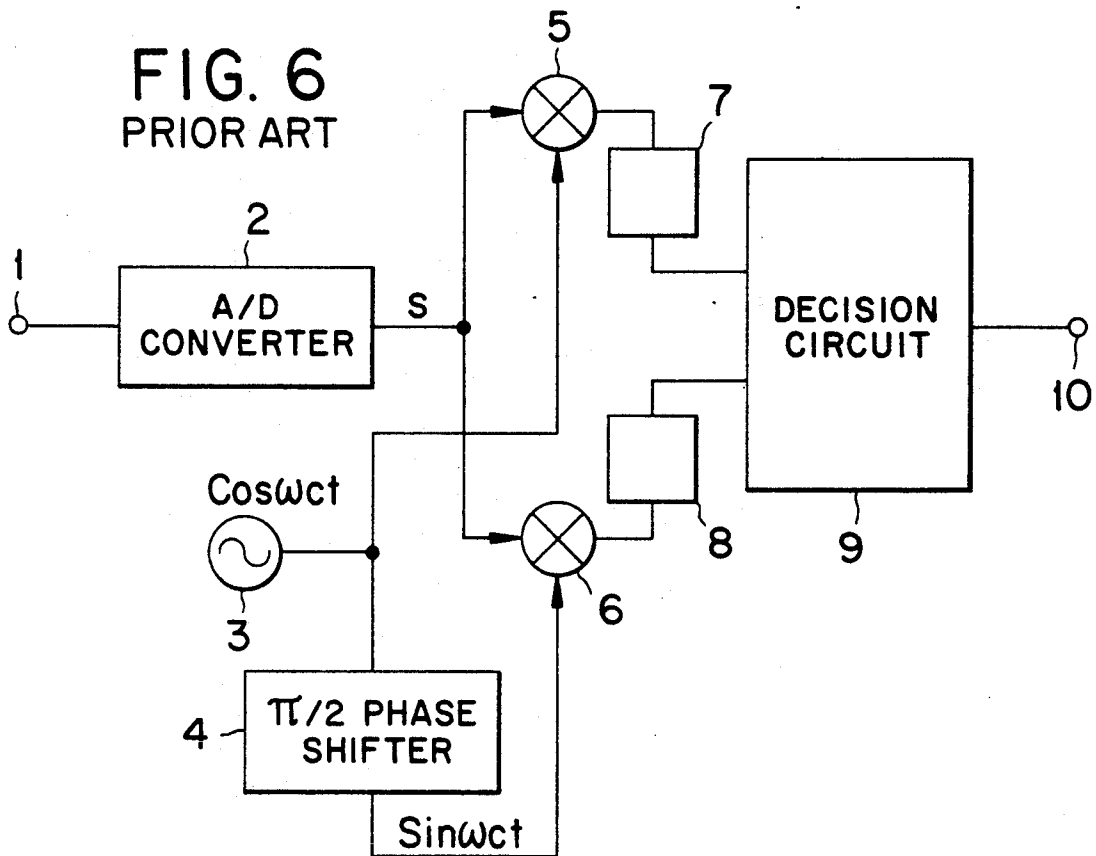 FIG. 6
PRIOR ART
5
7
2
1
A/D
CONVERTER
S
DECISION
CIRCUIT
10
Cosωct
8
9
3
6
4
π/2 PHASE
SHIFTER
Sinωct